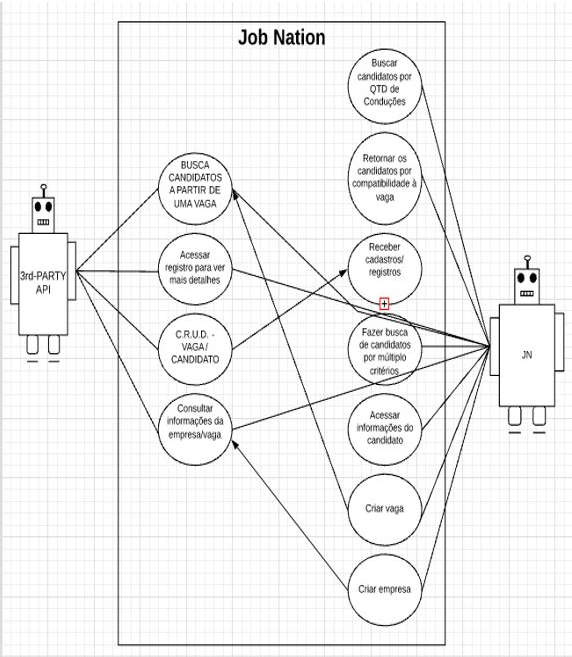 Job Nation
3rd-PARTY
API
BUSCA
CANDIDATOS
A PARTIR DE
UMA VAGA
Acessar
registro para ver
mais detalhes
C.R.U.D. -
VAGA /
CANDIDATO
Consultar
informações da
empresa/vaga
Buscar
candidatos por
QTD de
Conduções
Retornar os
candidatos por
compatibilidade à
vaga
Receber
cadastros/
registros
Fazer busca
de candidatos
por múltiplo
critérios
Acessar
informações do
candidato
Criar vaga
Criar empresa
JN